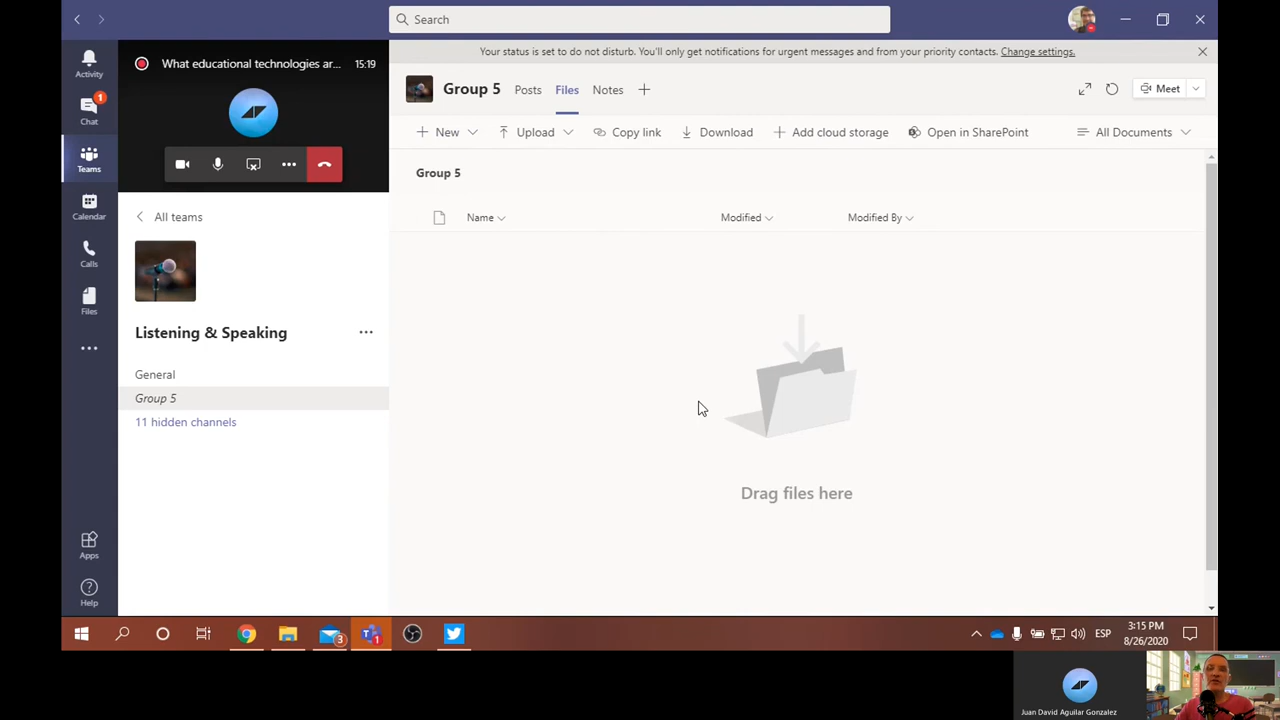 Search
Activity
Chat
1
Teams
Calendar
Calls
Files
Apps
Help
What educational technologies ar...
15:19
All teams
Listening & Speaking
General
Group 5
11 hidden channels
Your status is set to do not disturb. You'll only get notifications for urgent messages and from your priority contacts. Change settings.
Group 5 Posts Files Notes
Meet
New Upload Copy link Download Add cloud storage Open in SharePoint All Documents
Group 5
Name Modified Modified By
Drag files here
3 1
ESP
3:15 PM
8/26/2020
Juan David Aguilar Gonzalez